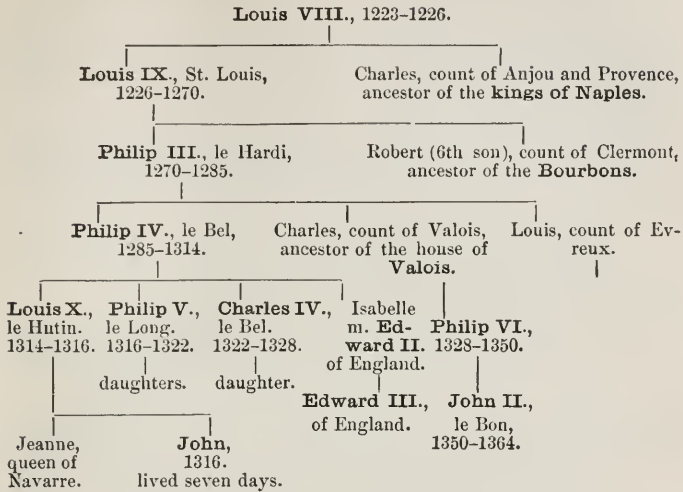 Louis VIII., 1223–1226.
Louis IX., St. Louis, Charles, count of Anjou and Provence,
1226–1270. ancestor of the kings of Naples.
Philip III., le Hardi, Robert (6th son), count of Clermont,
1270–1285. ancestor of the Bourbons.
Philip IV., le Bel, Charles, count of Valois, Louis, count of Ev-
1285–1314. ancestor of the house of reux.
Valois.
Louis X., Philip V., Charles IV., Isabelle
le Hutin. le Long. le Bel. m. Ed- Philip VI.,
1314–1316. 1316–1322. 1322–1328. ward II. 1328–1350.
of England.
daughters. daughter.
Edward III., John II.,
of England. le Bon,
1350–1364.
Jeanne, John,
queen of 1316.
Navarre. lived seven days.